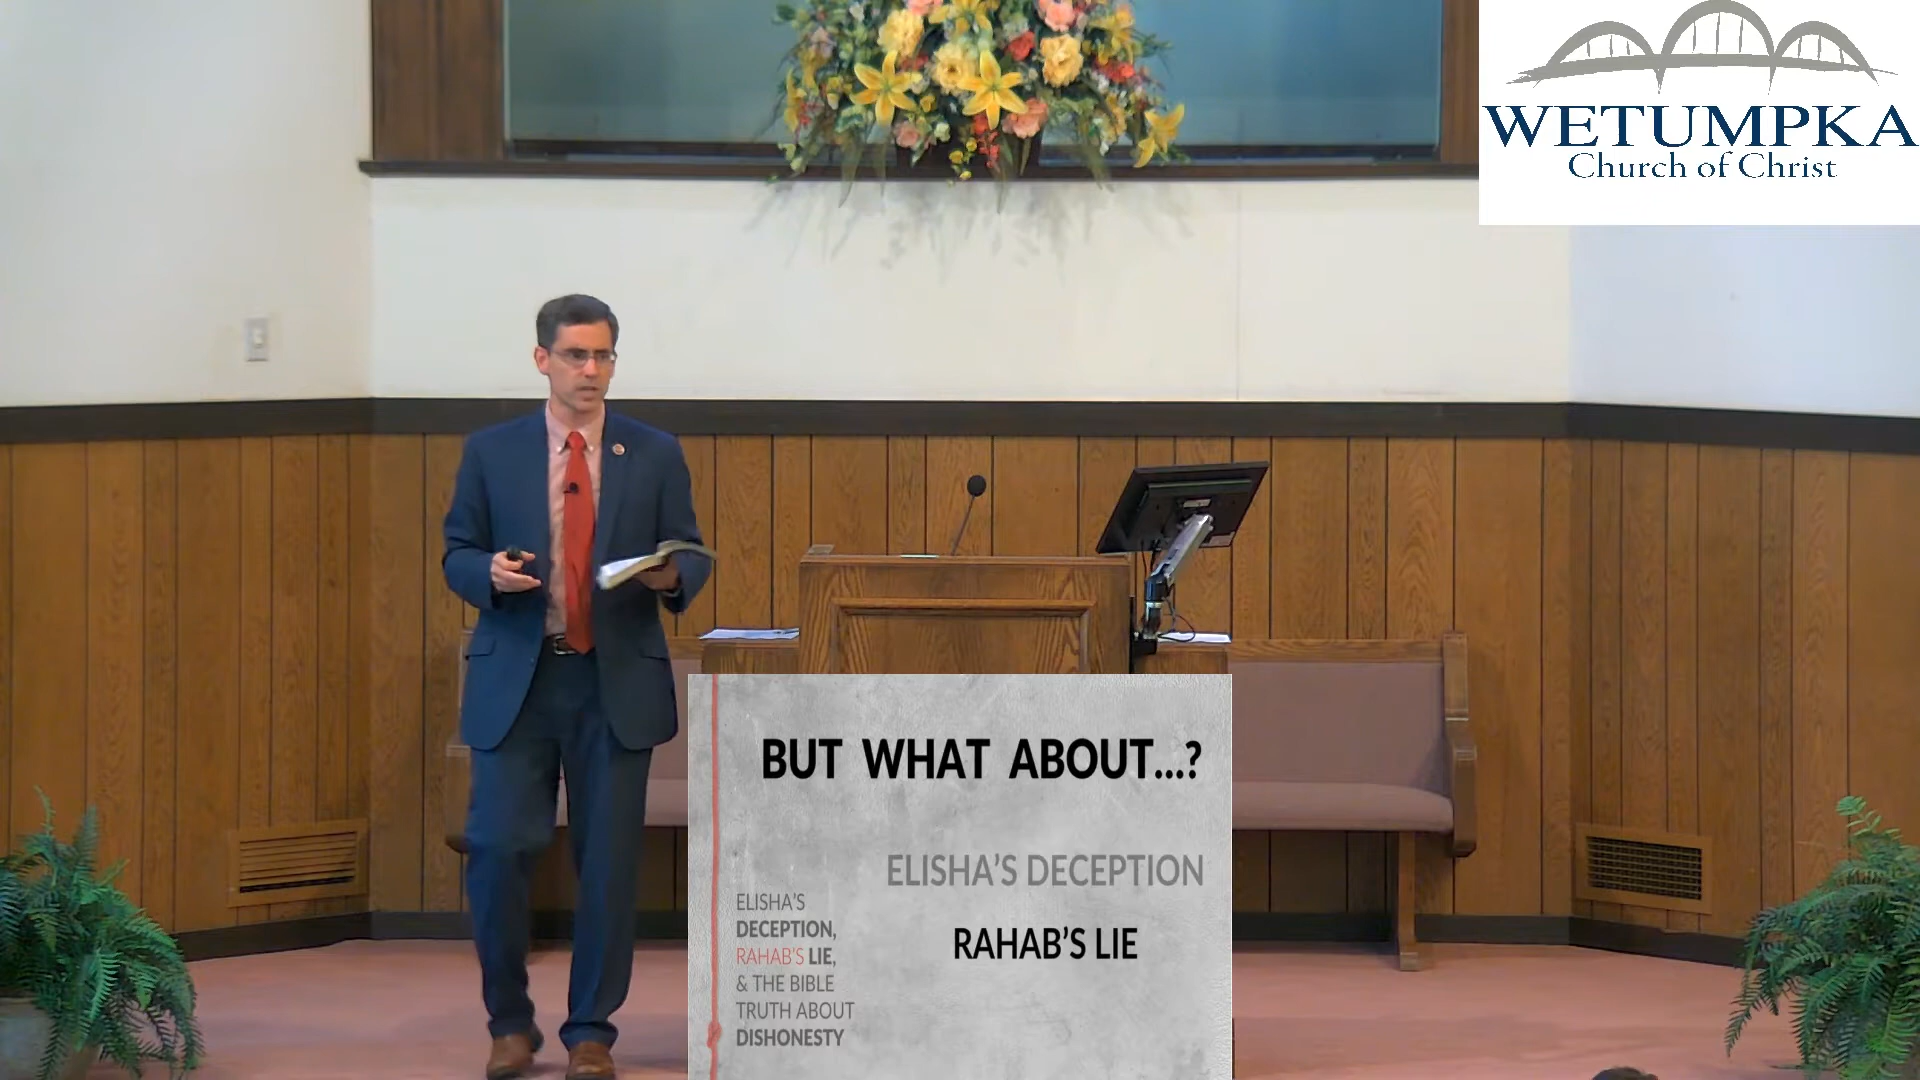 WETUMPKA
Church of Christ
BUT WHAT ABOUT...?
ELISHA'S DECEPTION
RAHAB'S LIE
ELISHA'S
DECEPTION,
RAHAB'S LIE,
& THE BIBLE
TRUTH ABOUT
DISHONESTY